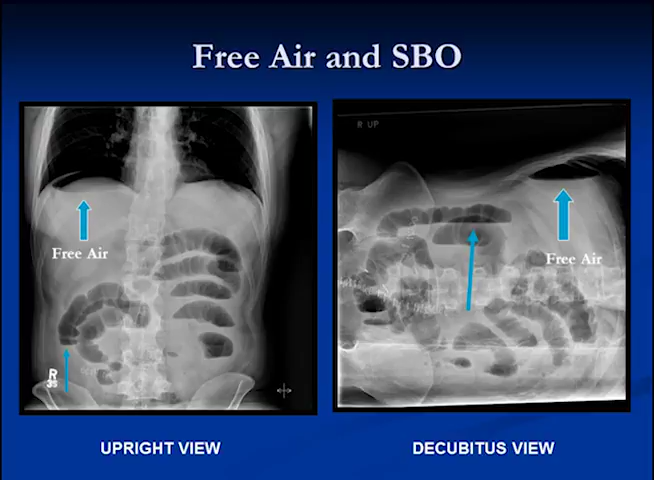 Free Air and SBO
R UP
Free Air
Free Air
R
UPRIGHT VIEW
DECUBITUS VIEW